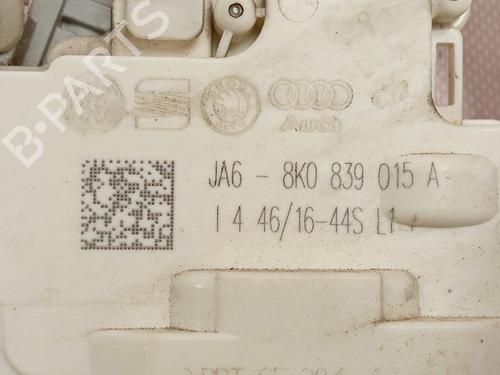 B-PARTS
Audi
JA6 - 8K0 839 015 A
I 4 46/16-44S L1